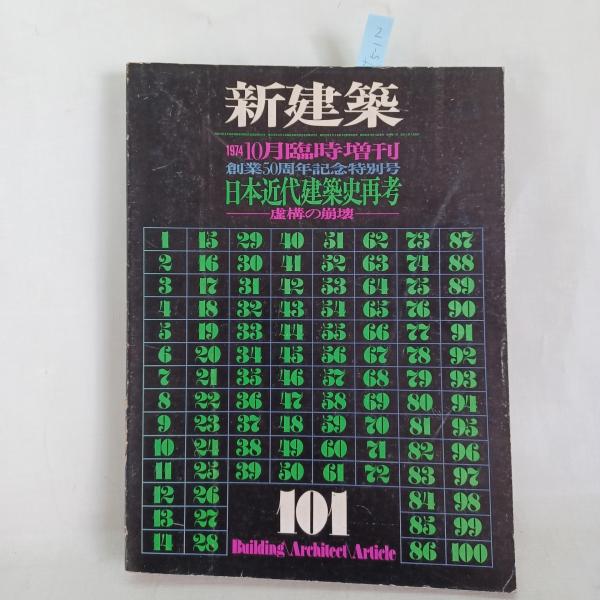 新建築
1974 10月臨時増刊
創業50周年記念特別号
日本近代建築史再考
虚構の崩壊
1 15 29 40 51 62 73 87
2 16 30 41 52 63 74 88
3 17 31 42 53 64 75 89
4 18 32 43 54 65 76 90
5 19 33 44 55 66 77 91
6 20 34 45 56 67 78 92
7 21 35 46 57 68 79 93
8 22 36 47 58 69 80 94
9 23 37 48 59 70 81 95
10 24 38 49 60 71 82 96
11 25 39 50 61 72 83 97
12 26 84 98
13 27 85 99
14 28 86 100
101
Building\Architect\Article